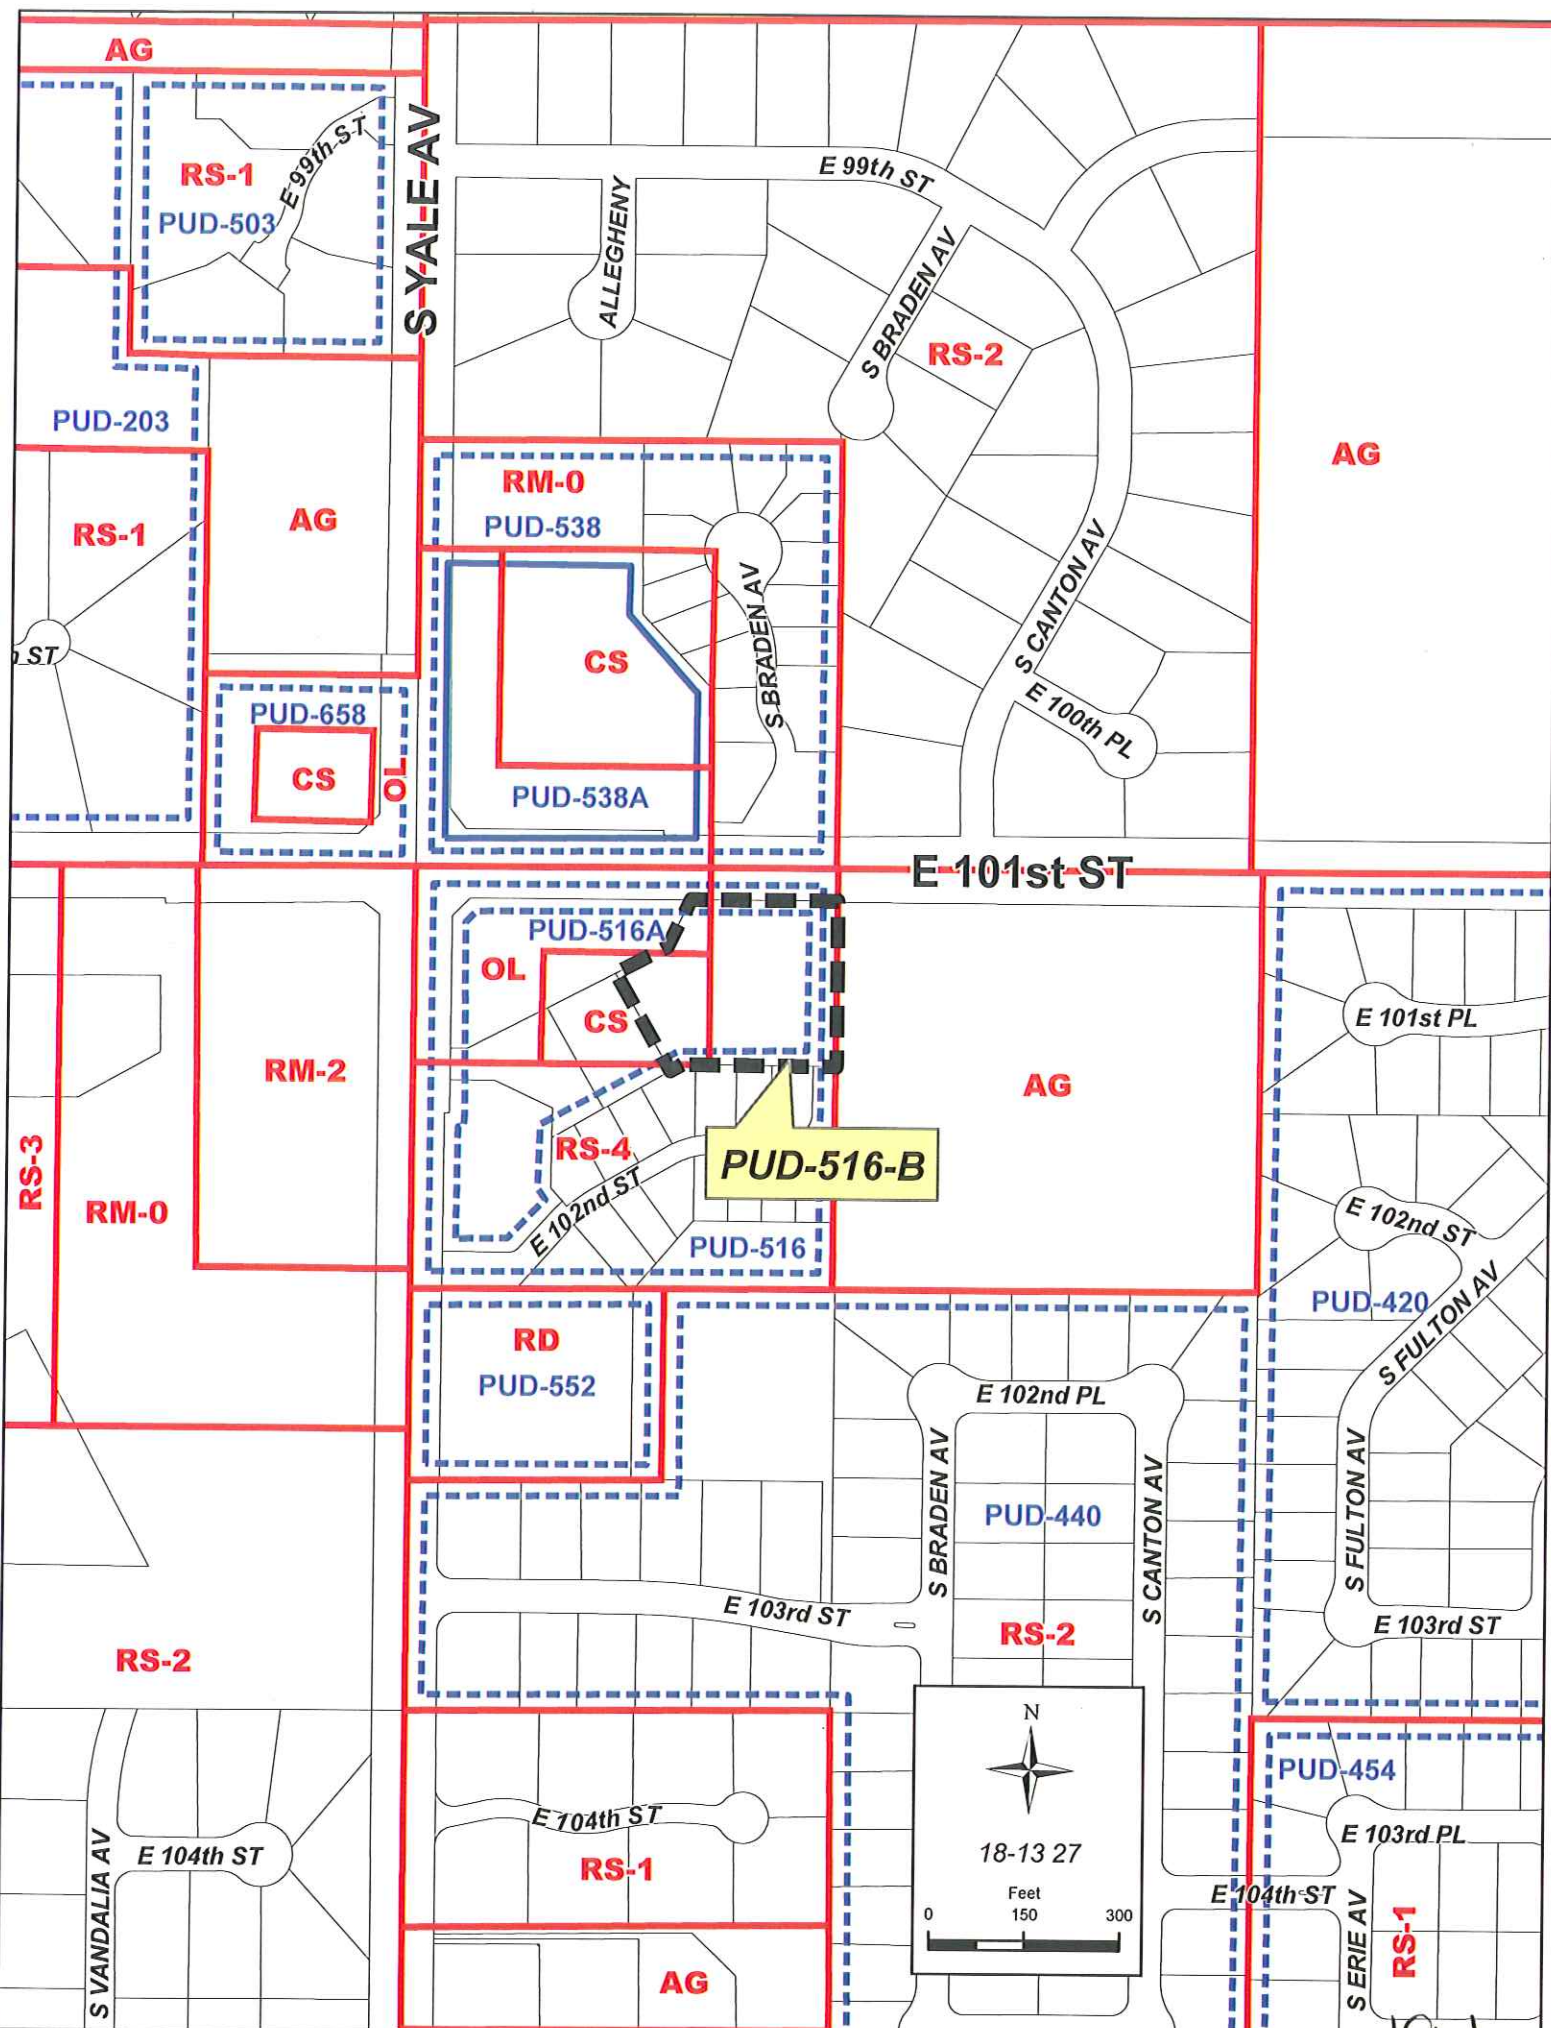 AG
S YALE AV
E 99th ST
RS-1
PUD-503
E 99th ST
ALLEGHENY
S BRADEN AV
RS-2
PUD-203
AG
RM-0
PUD-538
RS-1
AG
S CANTON AV
S BRADEN AV
ST
CS
E 100th PL
PUD-658
CS
OL
PUD-538A
E 101st ST
PUD-516A
OL
CS
E 101st PL
RM-2
AG
RS-3
RS-4
PUD-516-B
RM-0
E 102nd ST
E 102nd ST
PUD-516
PUD-420
S FULTON AV
RD
PUD-552
E 102nd PL
S BRADEN AV
PUD-440
S CANTON AV
S FULTON AV
E 103rd ST
RS-2
E 103rd ST
RS-2
N
PUD-454
E 104th ST
E 103rd PL
E 104th ST
18-13 27
RS-1
Feet
0 150 300
E 104th ST
S VANDALIA AV
S ERIE AV
RS-1
AG